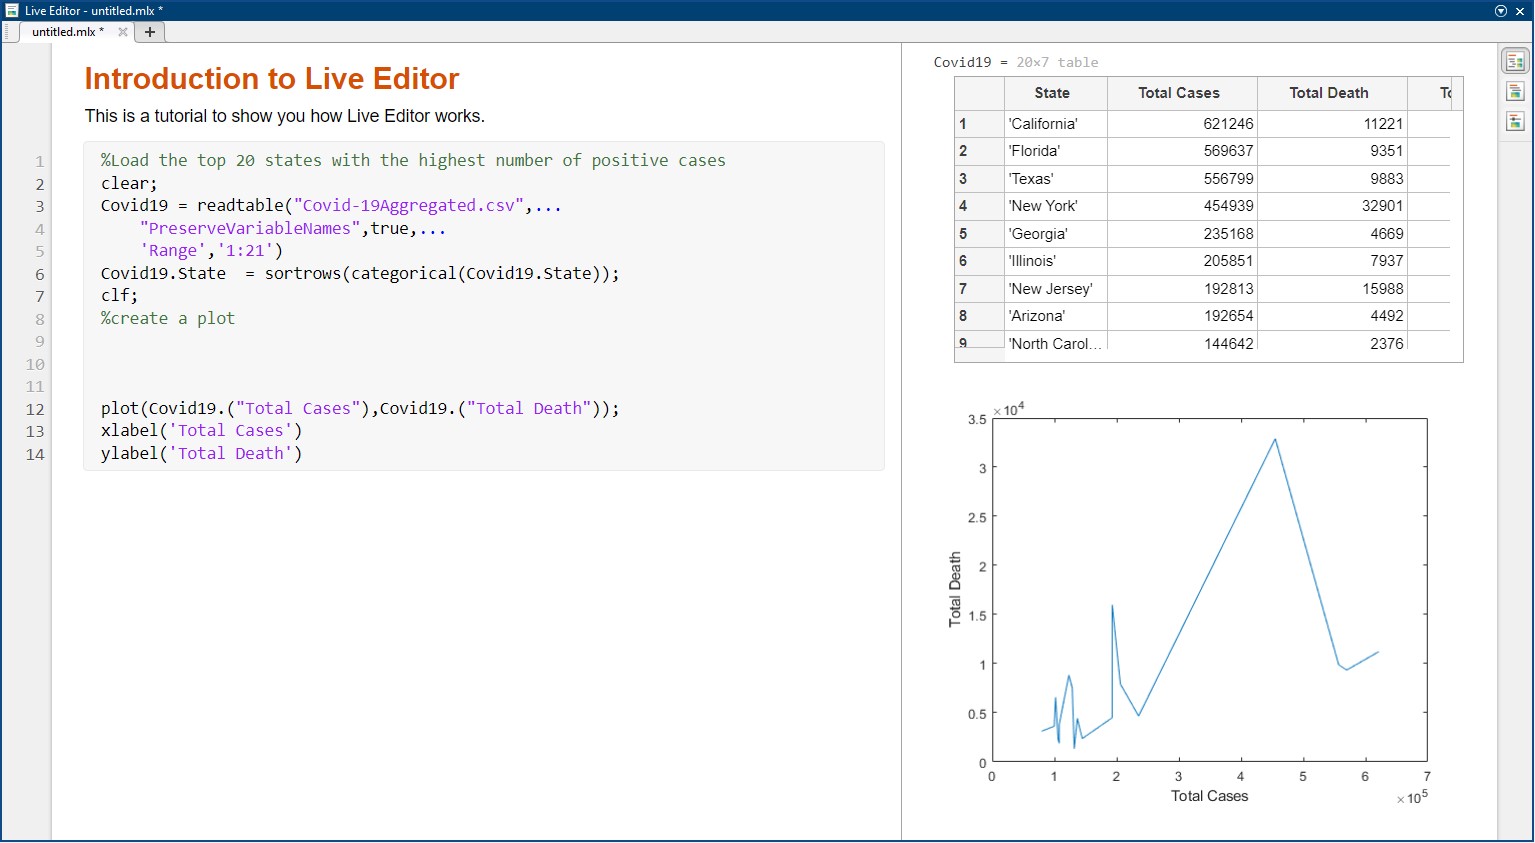 Live Editor - untitled.mlx *
untitled.mlx *
Introduction to Live Editor
This is a tutorial to show you how Live Editor works.
1 %Load the top 20 states with the highest number of positive cases
2 clear;
3 Covid19 = readtable("Covid-19Aggregated.csv",...
4 "PreserveVariableNames",true,...
5 'Range','1:21')
6 Covid19.State  = sortrows(categorical(Covid19.State));
7 clf;
8 %create a plot
9
10
11
12 plot(Covid19.("Total Cases"),Covid19.("Total Death"));
13 xlabel('Total Cases')
14 ylabel('Total Death')
Covid19 = 20×7 table
State Total Cases Total Death
1 'California' 621246 11221
2 'Florida' 569637 9351
3 'Texas' 556799 9883
4 'New York' 454939 32901
5 'Georgia' 235168 4669
6 'Illinois' 205851 7937
7 'New Jersey' 192813 15988
8 'Arizona' 192654 4492
9 'North Carol... 144642 2376
×10⁴
3.5
3
2.5
2
1.5
1
0.5
0
Total Death
0 1 2 3 4 5 6 7
Total Cases
×10⁵